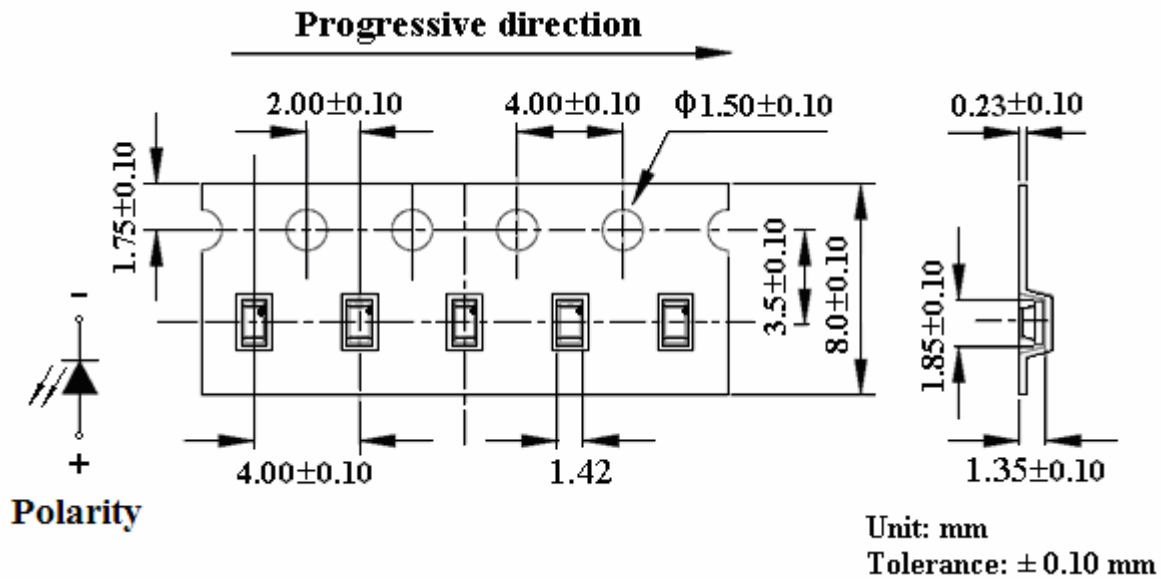 Progressive direction
2.00±0.10
4.00±0.10
Φ1.50±0.10
0.23±0.10
1.75±0.10
3.5±0.10
8.0±0.10
1.85±0.10
-
+
Polarity
4.00±0.10
1.42
1.35±0.10
Unit: mm
Tolerance: ± 0.10 mm